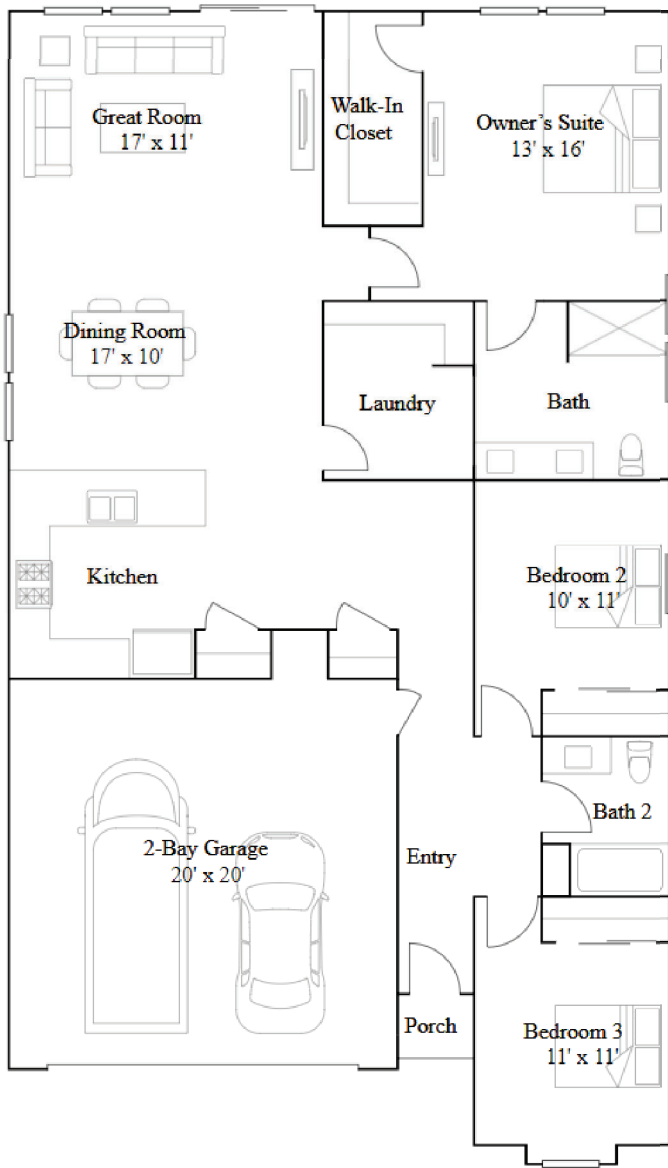 Great Room
17' x 11'
Walk-In
Closet
Owner's Suite
13' x 16'
Dining Room
17' x 10'
Laundry
Bath
Kitchen
Bedroom 2
10' x 11'
Bath 2
2-Bay Garage
20' x 20'
Entry
Porch
Bedroom 3
11' x 11'